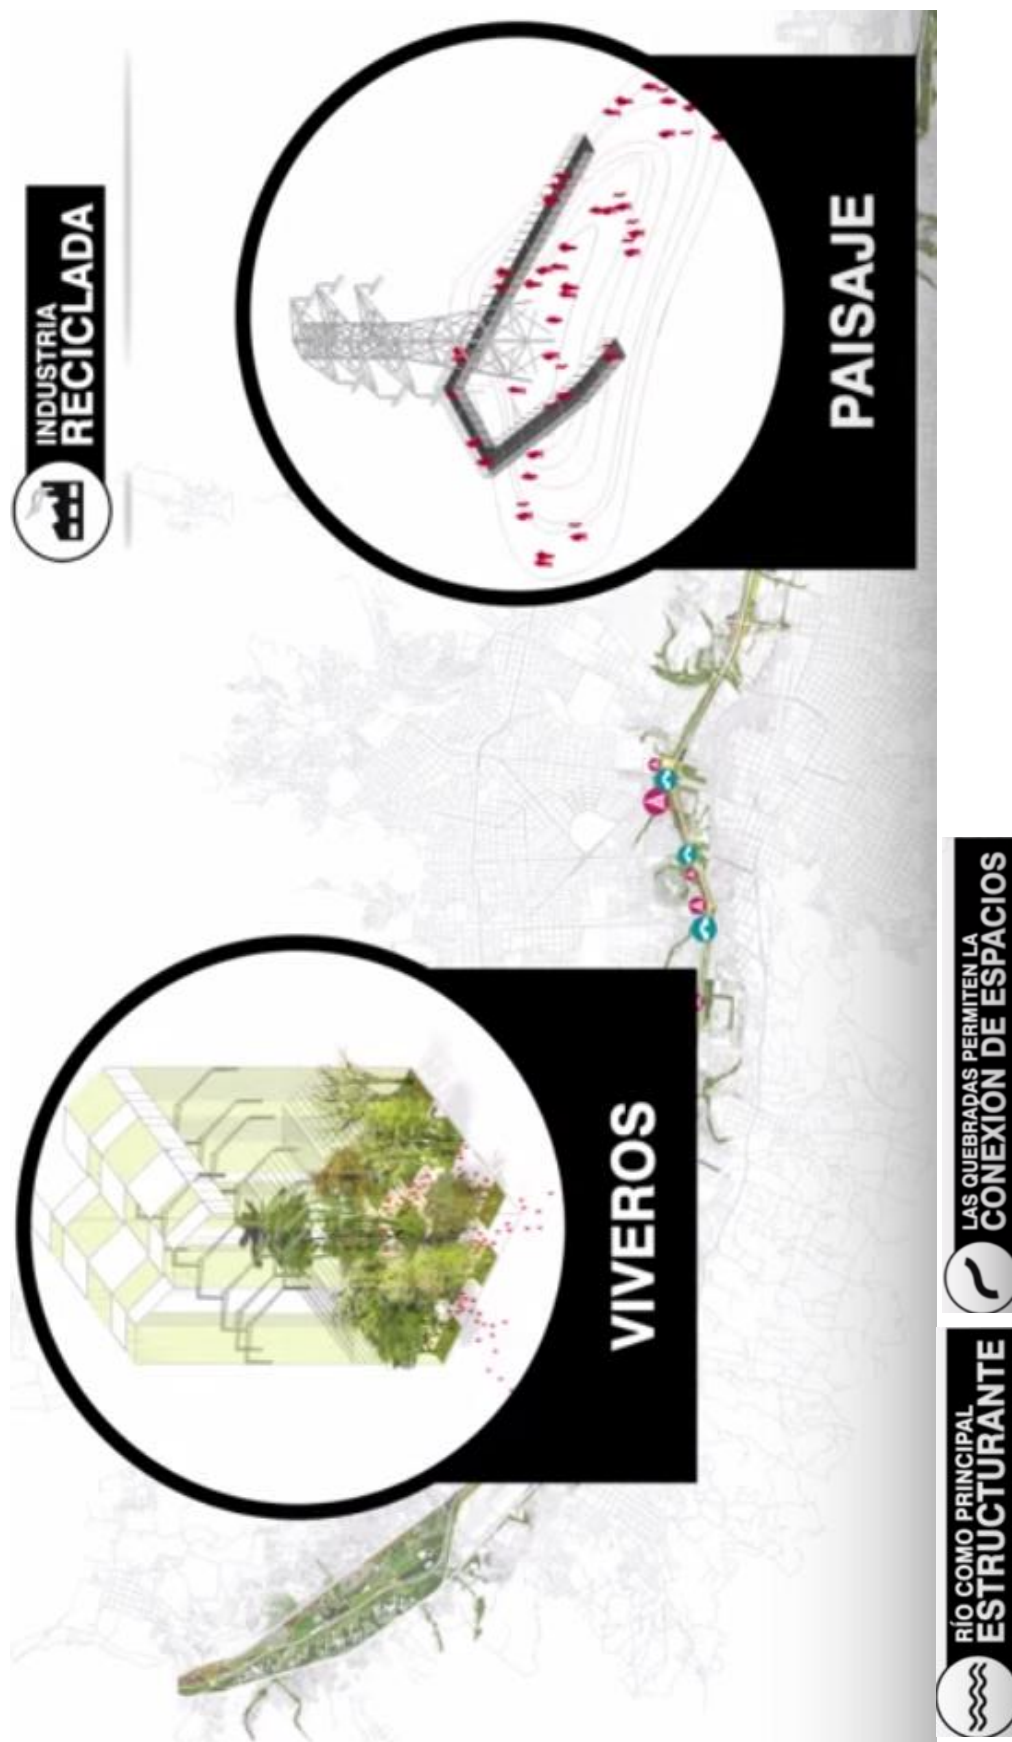 INDUSTRIA
RECICLADA
PAISAJE
VIVEROS
LAS QUEBRADAS PERMITEN LA
CONEXIÓN DE ESPACIOS
RÍO COMO PRINCIPAL
ESTRUCTURANTE